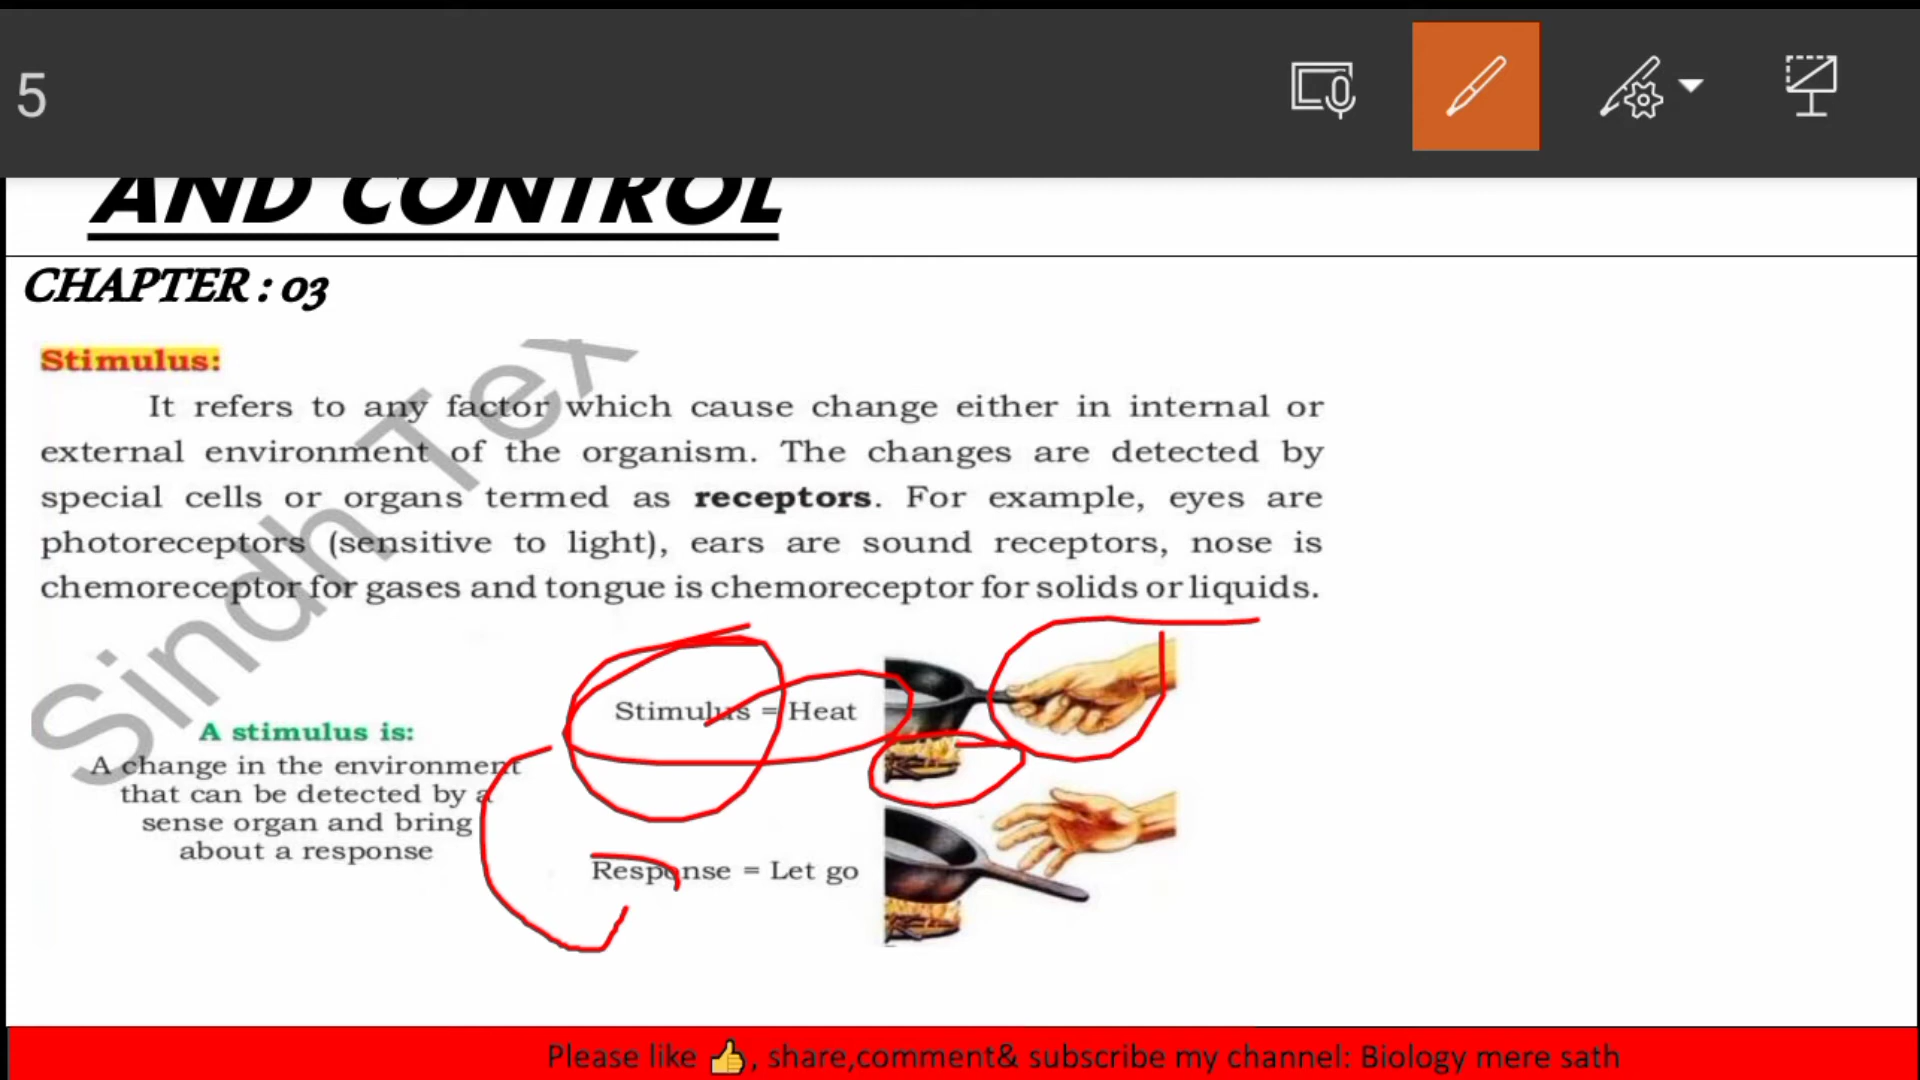 5
AND CONTROL
CHAPTER : 03
Stimulus:
It refers to any factor which cause change either in internal or
external environment of the organism. The changes are detected by
special cells or organs termed as receptors. For example, eyes are
photoreceptors (sensitive to light), ears are sound receptors, nose is
chemoreceptor for gases and tongue is chemoreceptor for solids or liquids.
Sindh Tex
A stimulus is:
A change in the environment
that can be detected by a
sense organ and bring
about a response
Stimulus = Heat
Response = Let go
Please like 👍, share,comment& subscribe my channel: Biology mere sath